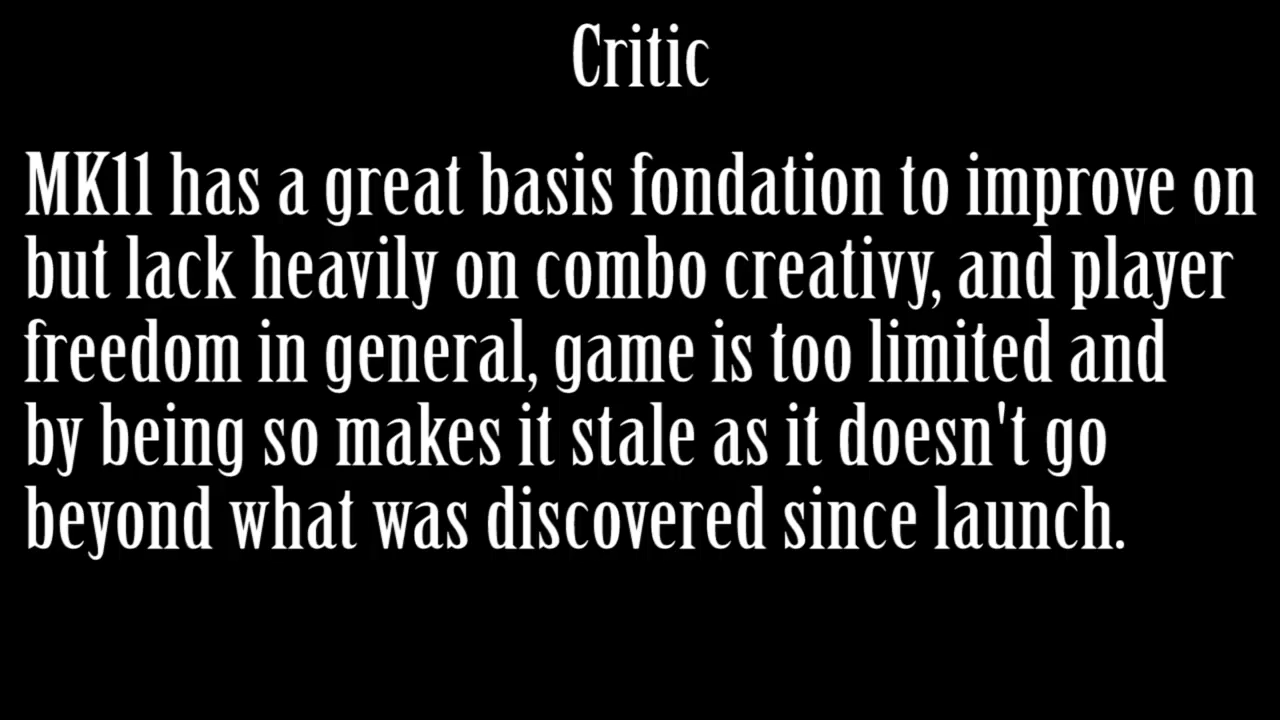 Critic
MK11 has a great basis fondation to improve on
but lack heavily on combo creativy, and player
freedom in general, game is too limited and
by being so makes it stale as it doesn't go
beyond what was discovered since launch.